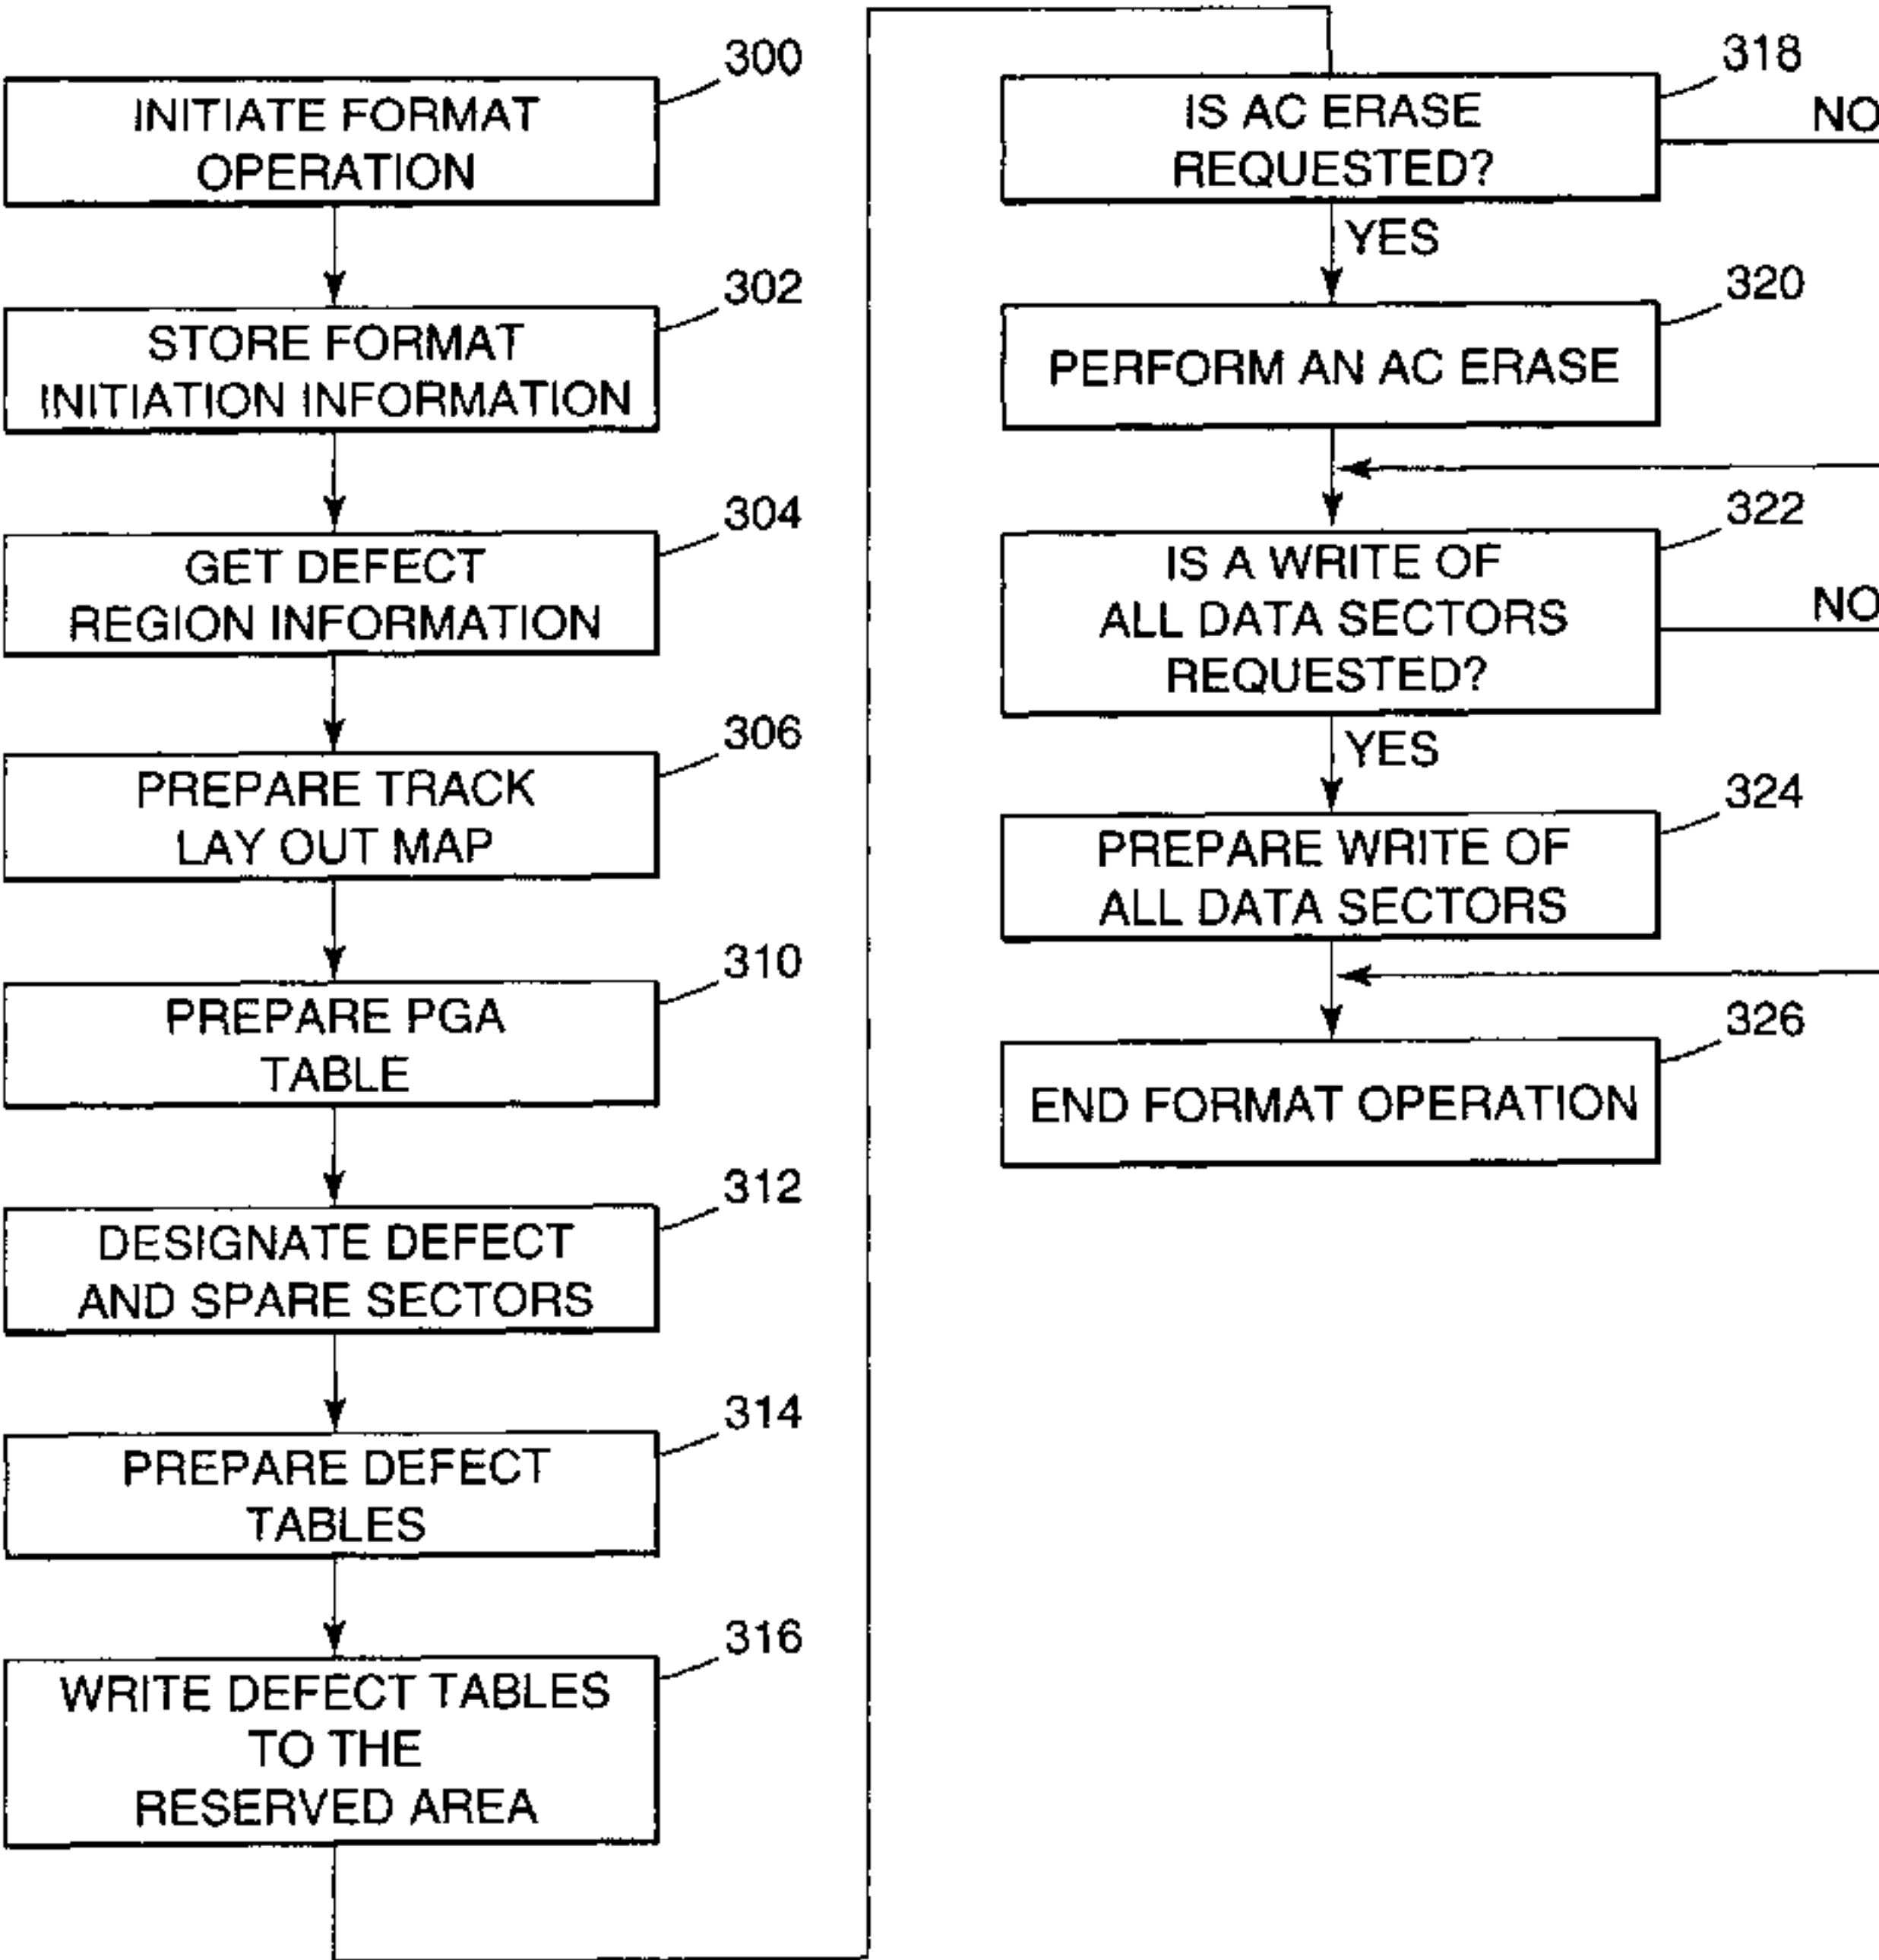 300
INITIATE FORMAT
OPERATION
302
STORE FORMAT
INITIATION INFORMATION
304
GET DEFECT
REGION INFORMATION
306
PREPARE TRACK
LAY OUT MAP
310
PREPARE PGA
TABLE
312
DESIGNATE DEFECT
AND SPARE SECTORS
314
PREPARE DEFECT
TABLES
316
WRITE DEFECT TABLES
TO THE
RESERVED AREA
318
IS AC ERASE
REQUESTED?
NO
YES
320
PERFORM AN AC ERASE
322
IS A WRITE OF
ALL DATA SECTORS
REQUESTED?
NO
YES
324
PREPARE WRITE OF
ALL DATA SECTORS
326
END FORMAT OPERATION